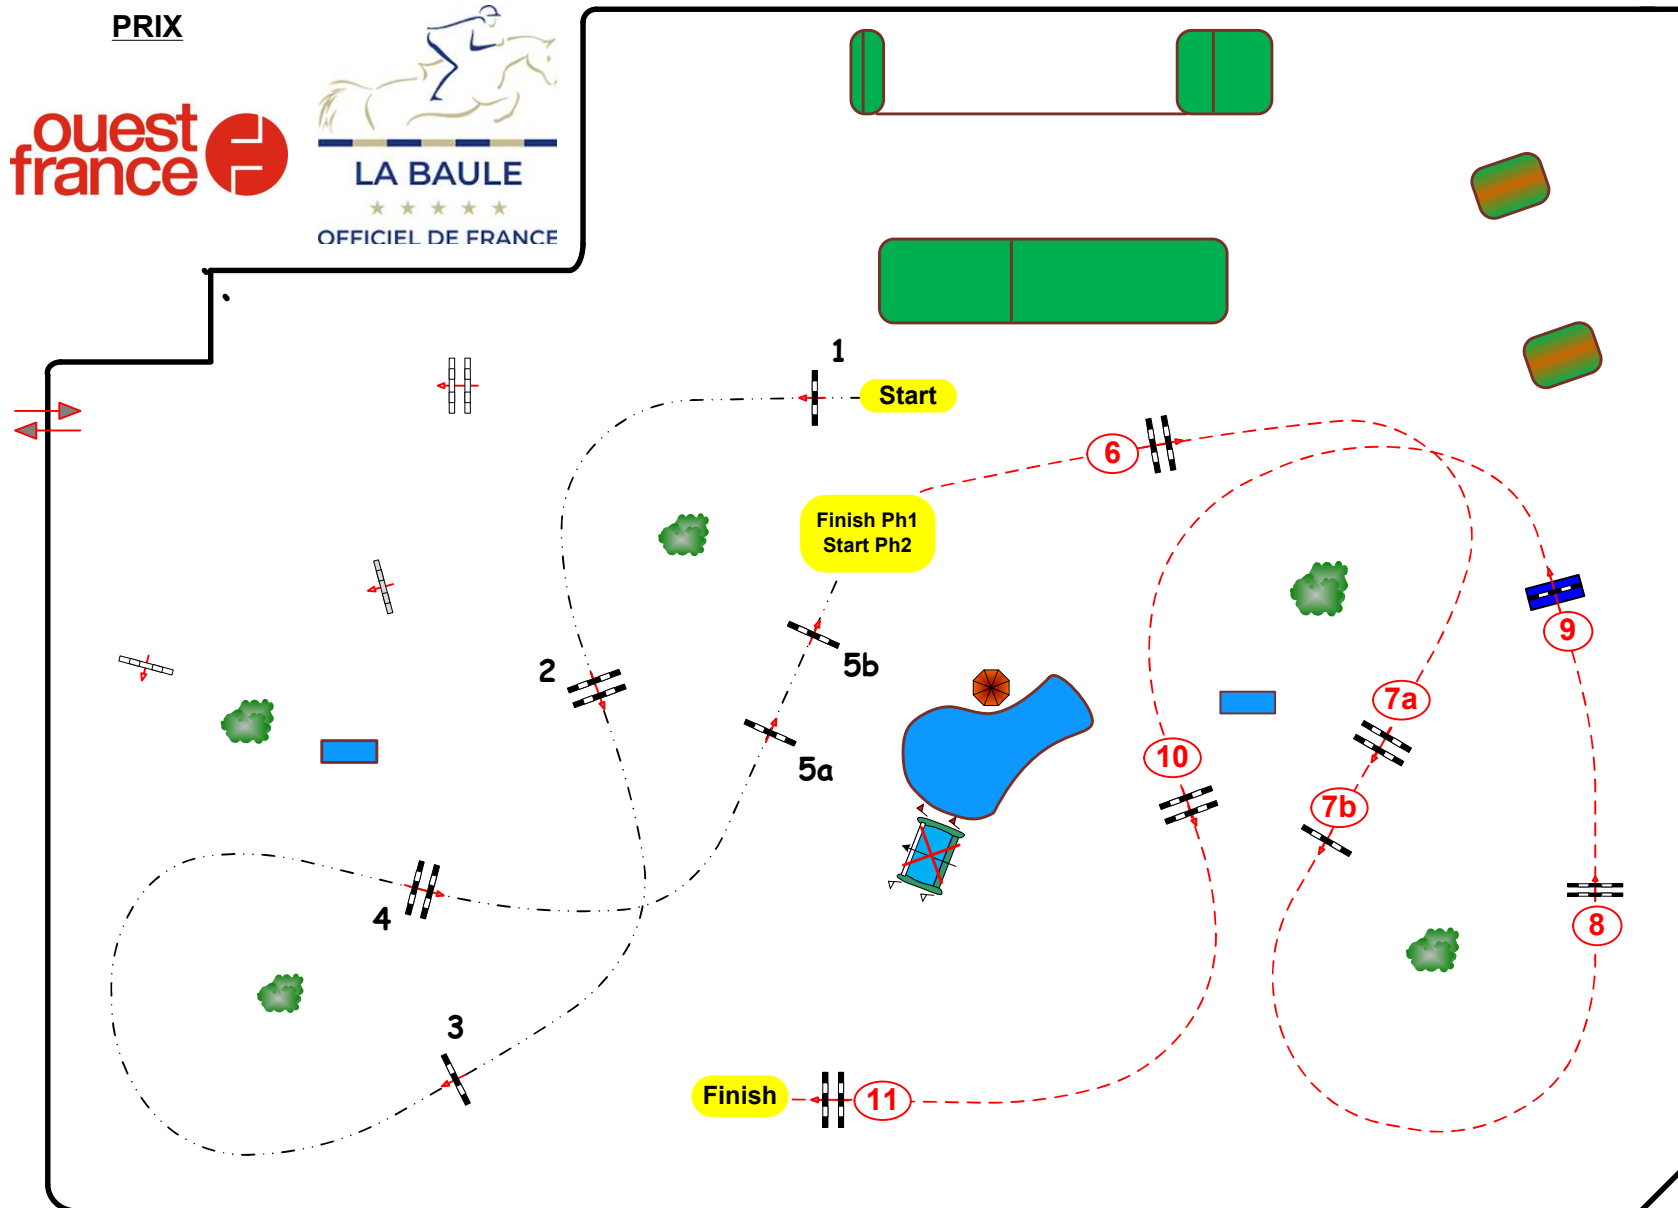 PRIX
ouest
france
LA BAULE
OFFICIEL DE FRANCE
1
Start
6
Finish Ph1
Start Ph2
2
5b
9
7a
5a
10
7b
4
8
3
Finish
11